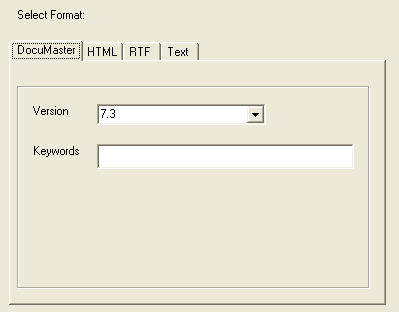 Select Format:
DocuMaster HTML RTF Text
Version 7.3
Keywords